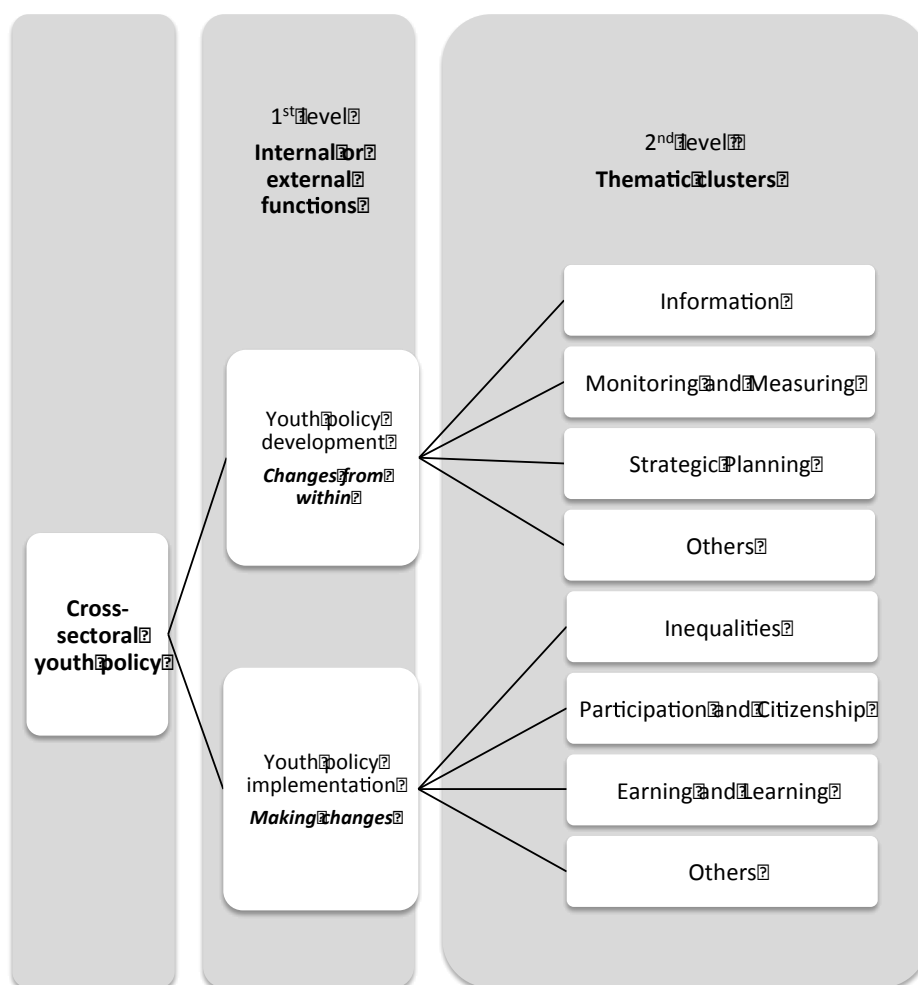 1st level
Internal or
external
functions
2nd level
Thematic clusters
Cross-
sectoral
youth policy
Youth policy
development
Changes from
within
Youth policy
implementation
Making changes
Information
Monitoring and Measuring
Strategic Planning
Others
Inequalities
Participation and Citizenship
Earning and Learning
Others